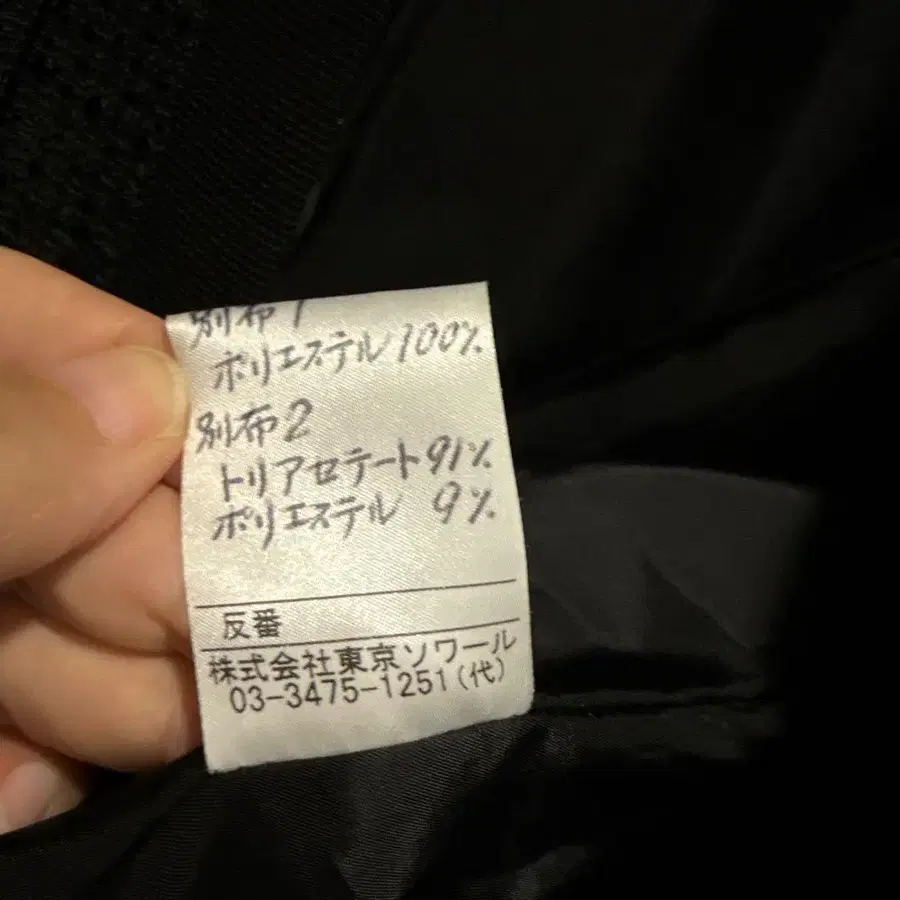 別布1
ポリエステル100%
別布2
トリアセテート91%
ポリエステル 9%
反番
株式会社東京ソワール
03-3475-1251(代)